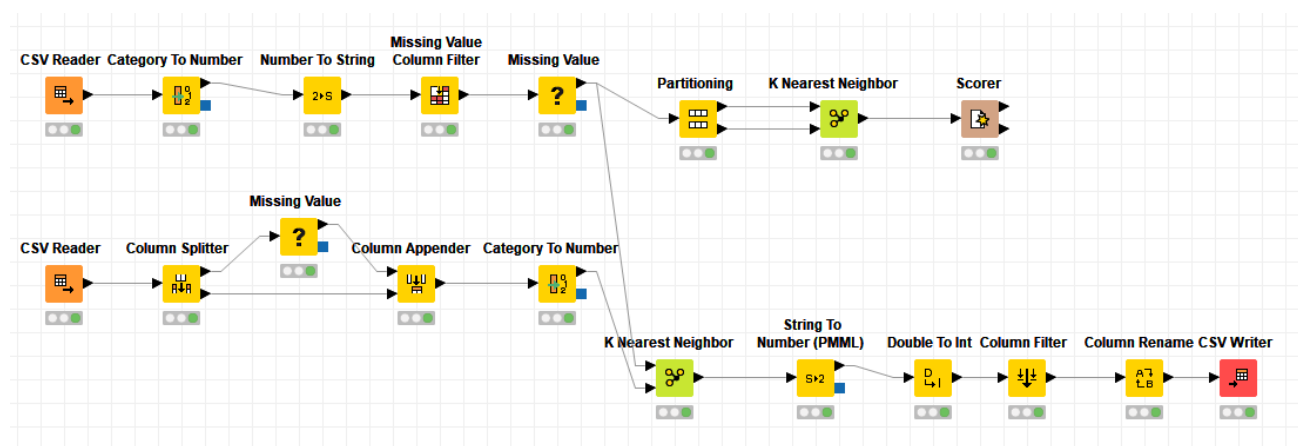 CSV Reader Category To Number Number To String Missing Value
Column Filter Missing Value
2▸S
?
Partitioning K Nearest Neighbor Scorer
Missing Value
?
CSV Reader Column Splitter Column Appender Category To Number
K Nearest Neighbor String To
Number (PMML) Double To Int Column Filter Column Rename CSV Writer
S▸2
D
I
A
B